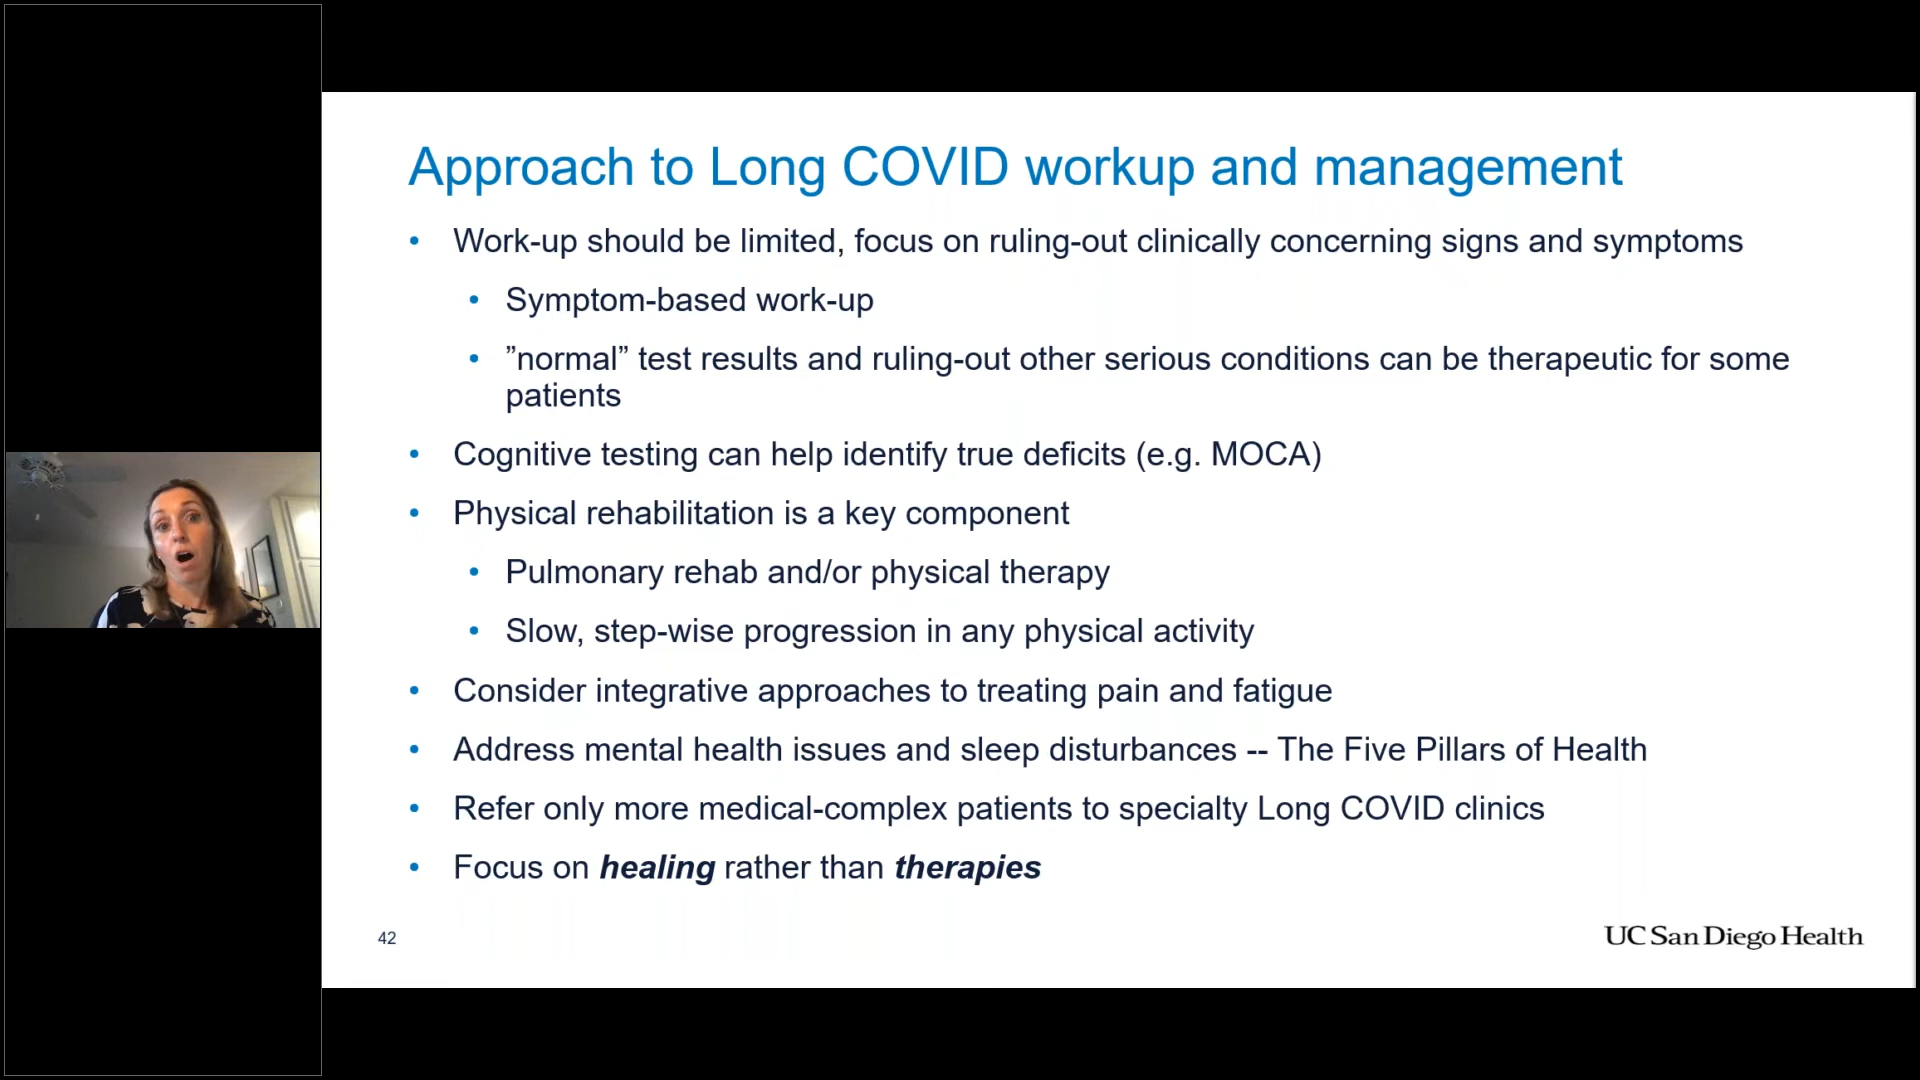 Approach to Long COVID workup and management
• Work-up should be limited, focus on ruling-out clinically concerning signs and symptoms
• Symptom-based work-up
• ”normal” test results and ruling-out other serious conditions can be therapeutic for some
patients
• Cognitive testing can help identify true deficits (e.g. MOCA)
• Physical rehabilitation is a key component
• Pulmonary rehab and/or physical therapy
• Slow, step-wise progression in any physical activity
• Consider integrative approaches to treating pain and fatigue
• Address mental health issues and sleep disturbances -- The Five Pillars of Health
• Refer only more medical-complex patients to specialty Long COVID clinics
• Focus on healing rather than therapies
42
UC San Diego Health